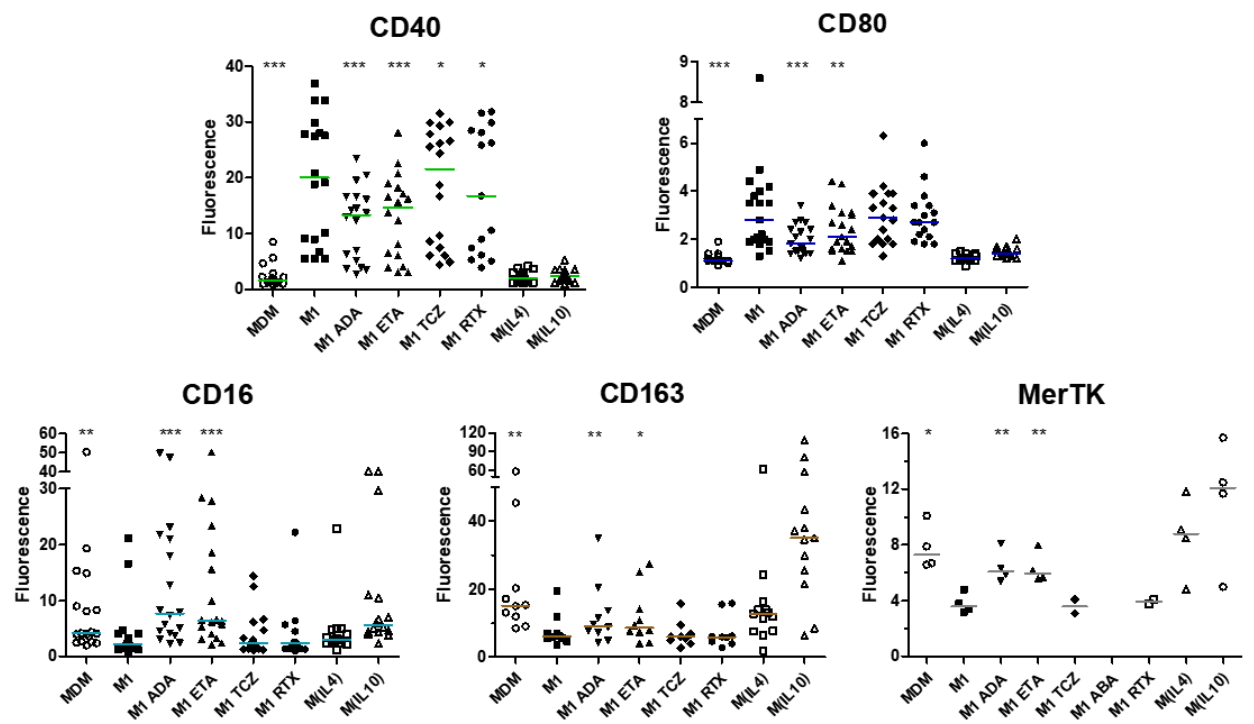 CD40
*** *** *** * *
Fluorescence
40
30
20
10
0
MDM M1 M1 ADA M1 ETA M1 TCZ M1 RTX M(IL4) M(IL10)
CD80
*** *** **
Fluorescence
9
8
6
4
2
0
MDM M1 M1 ADA M1 ETA M1 TCZ M1 RTX M(IL4) M(IL10)
CD16
** *** ***
Fluorescence
60
50
40
30
20
10
0
MDM M1 M1 ADA M1 ETA M1 TCZ M1 RTX M(IL4) M(IL10)
CD163
** ** *
Fluorescence
120
90
60
40
20
0
MDM M1 M1 ADA M1 ETA M1 TCZ M1 RTX M(IL4) M(IL10)
MerTK
* ** **
Fluorescence
16
12
8
4
0
MDM M1 M1 ADA M1 ETA M1 TCZ M1 ABA M1 RTX M(IL4) M(IL10)